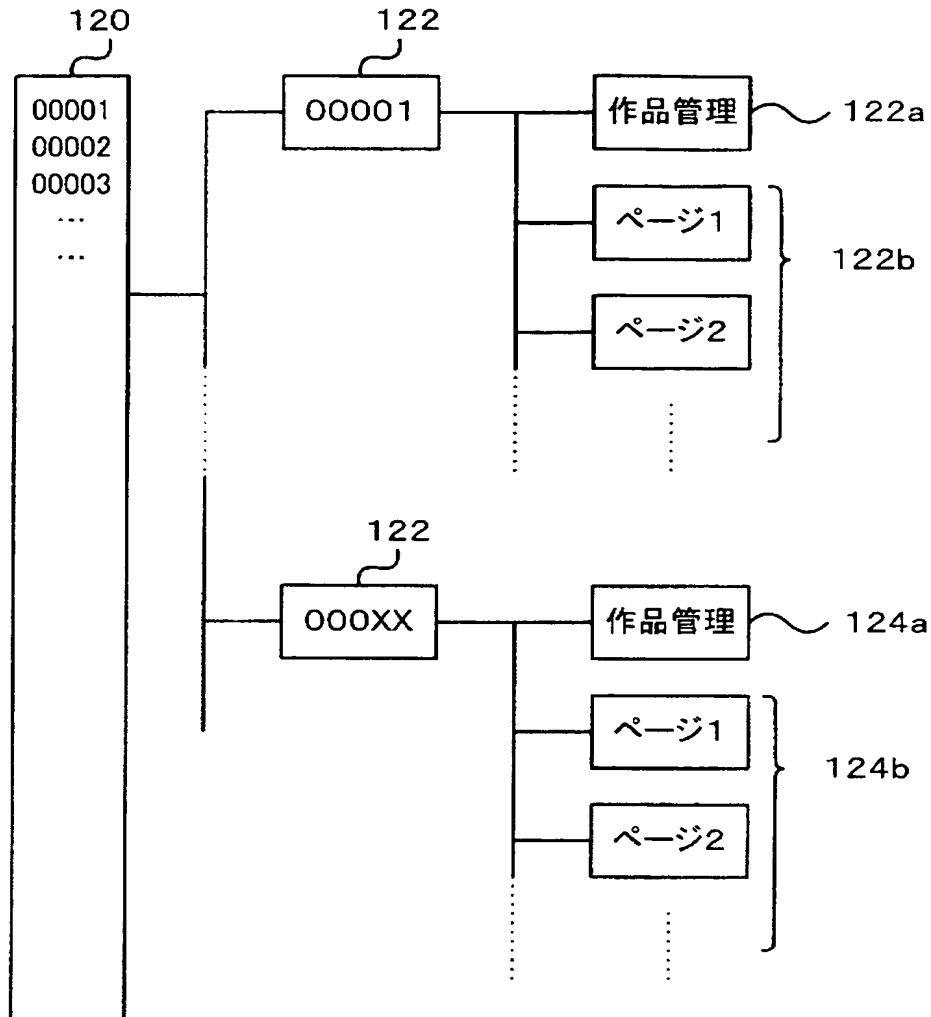 120
00001
00002
00003
...
...
122
00001
作品管理
122a
ページ1
122b
ページ2
122
000XX
作品管理
124a
ページ1
124b
ページ2